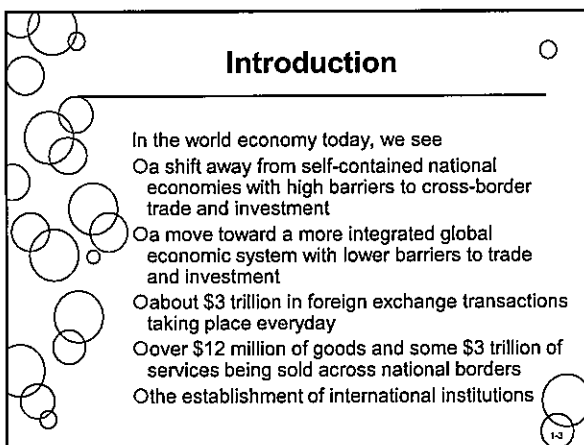 Introduction
In the world economy today, we see
Oa shift away from self-contained national
economies with high barriers to cross-border
trade and investment
Oa move toward a more integrated global
economic system with lower barriers to trade
and investment
Oabout $3 trillion in foreign exchange transactions
taking place everyday
Oover $12 million of goods and some $3 trillion of
services being sold across national borders
Othe establishment of international institutions
1-3